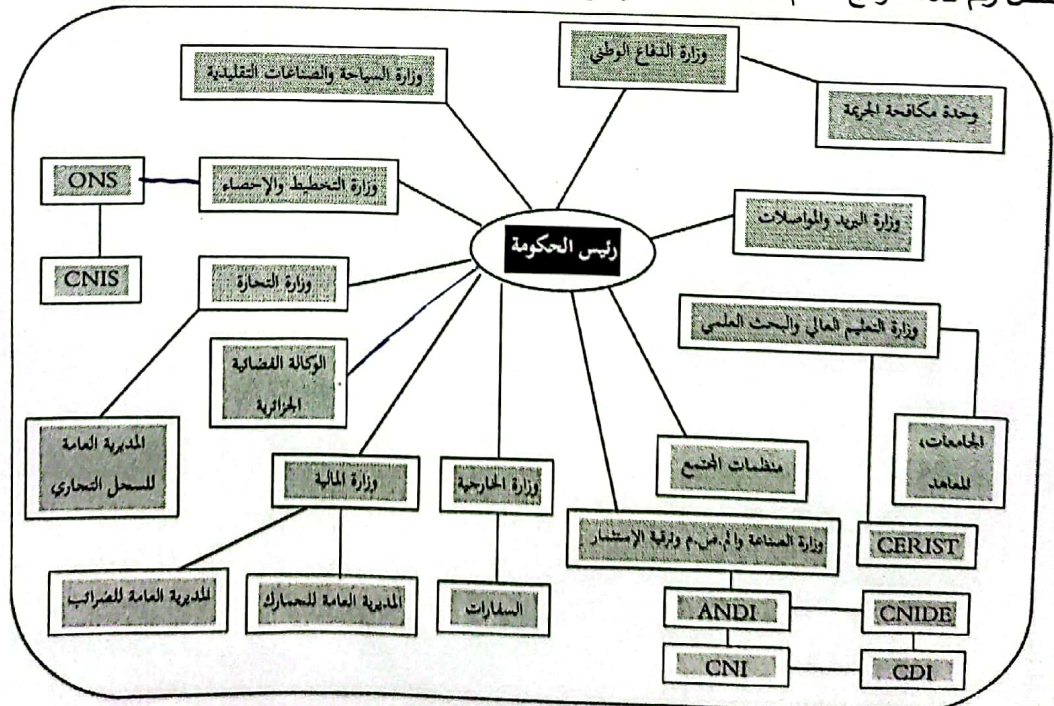 وزارة الدفاع الوطني
وزارة السياحة والصناعات التقليدية
وحدة مكافحة الجريمة
ONS
وزارة التخطيط والإحصاء
وزارة البريد والمواصلات
رئيس الحكومة
CNIS
وزارة التجارة
وزارة التعليم العالي والبحث العلمي
الوكالة الفضائية
الجزائرية
المديرية العامة
للسجل التجاري
الجامعات،
المعاهد
منظمات المجتمع
وزارة المالية
وزارة الخارجية
وزارة الصناعة والم.ص.م وترقية الإستثمار
CERIST
المديرية العامة للضرائب
المديرية العامة للجمارك
السفارات
ANDI
CNIDE
CNI
CDI